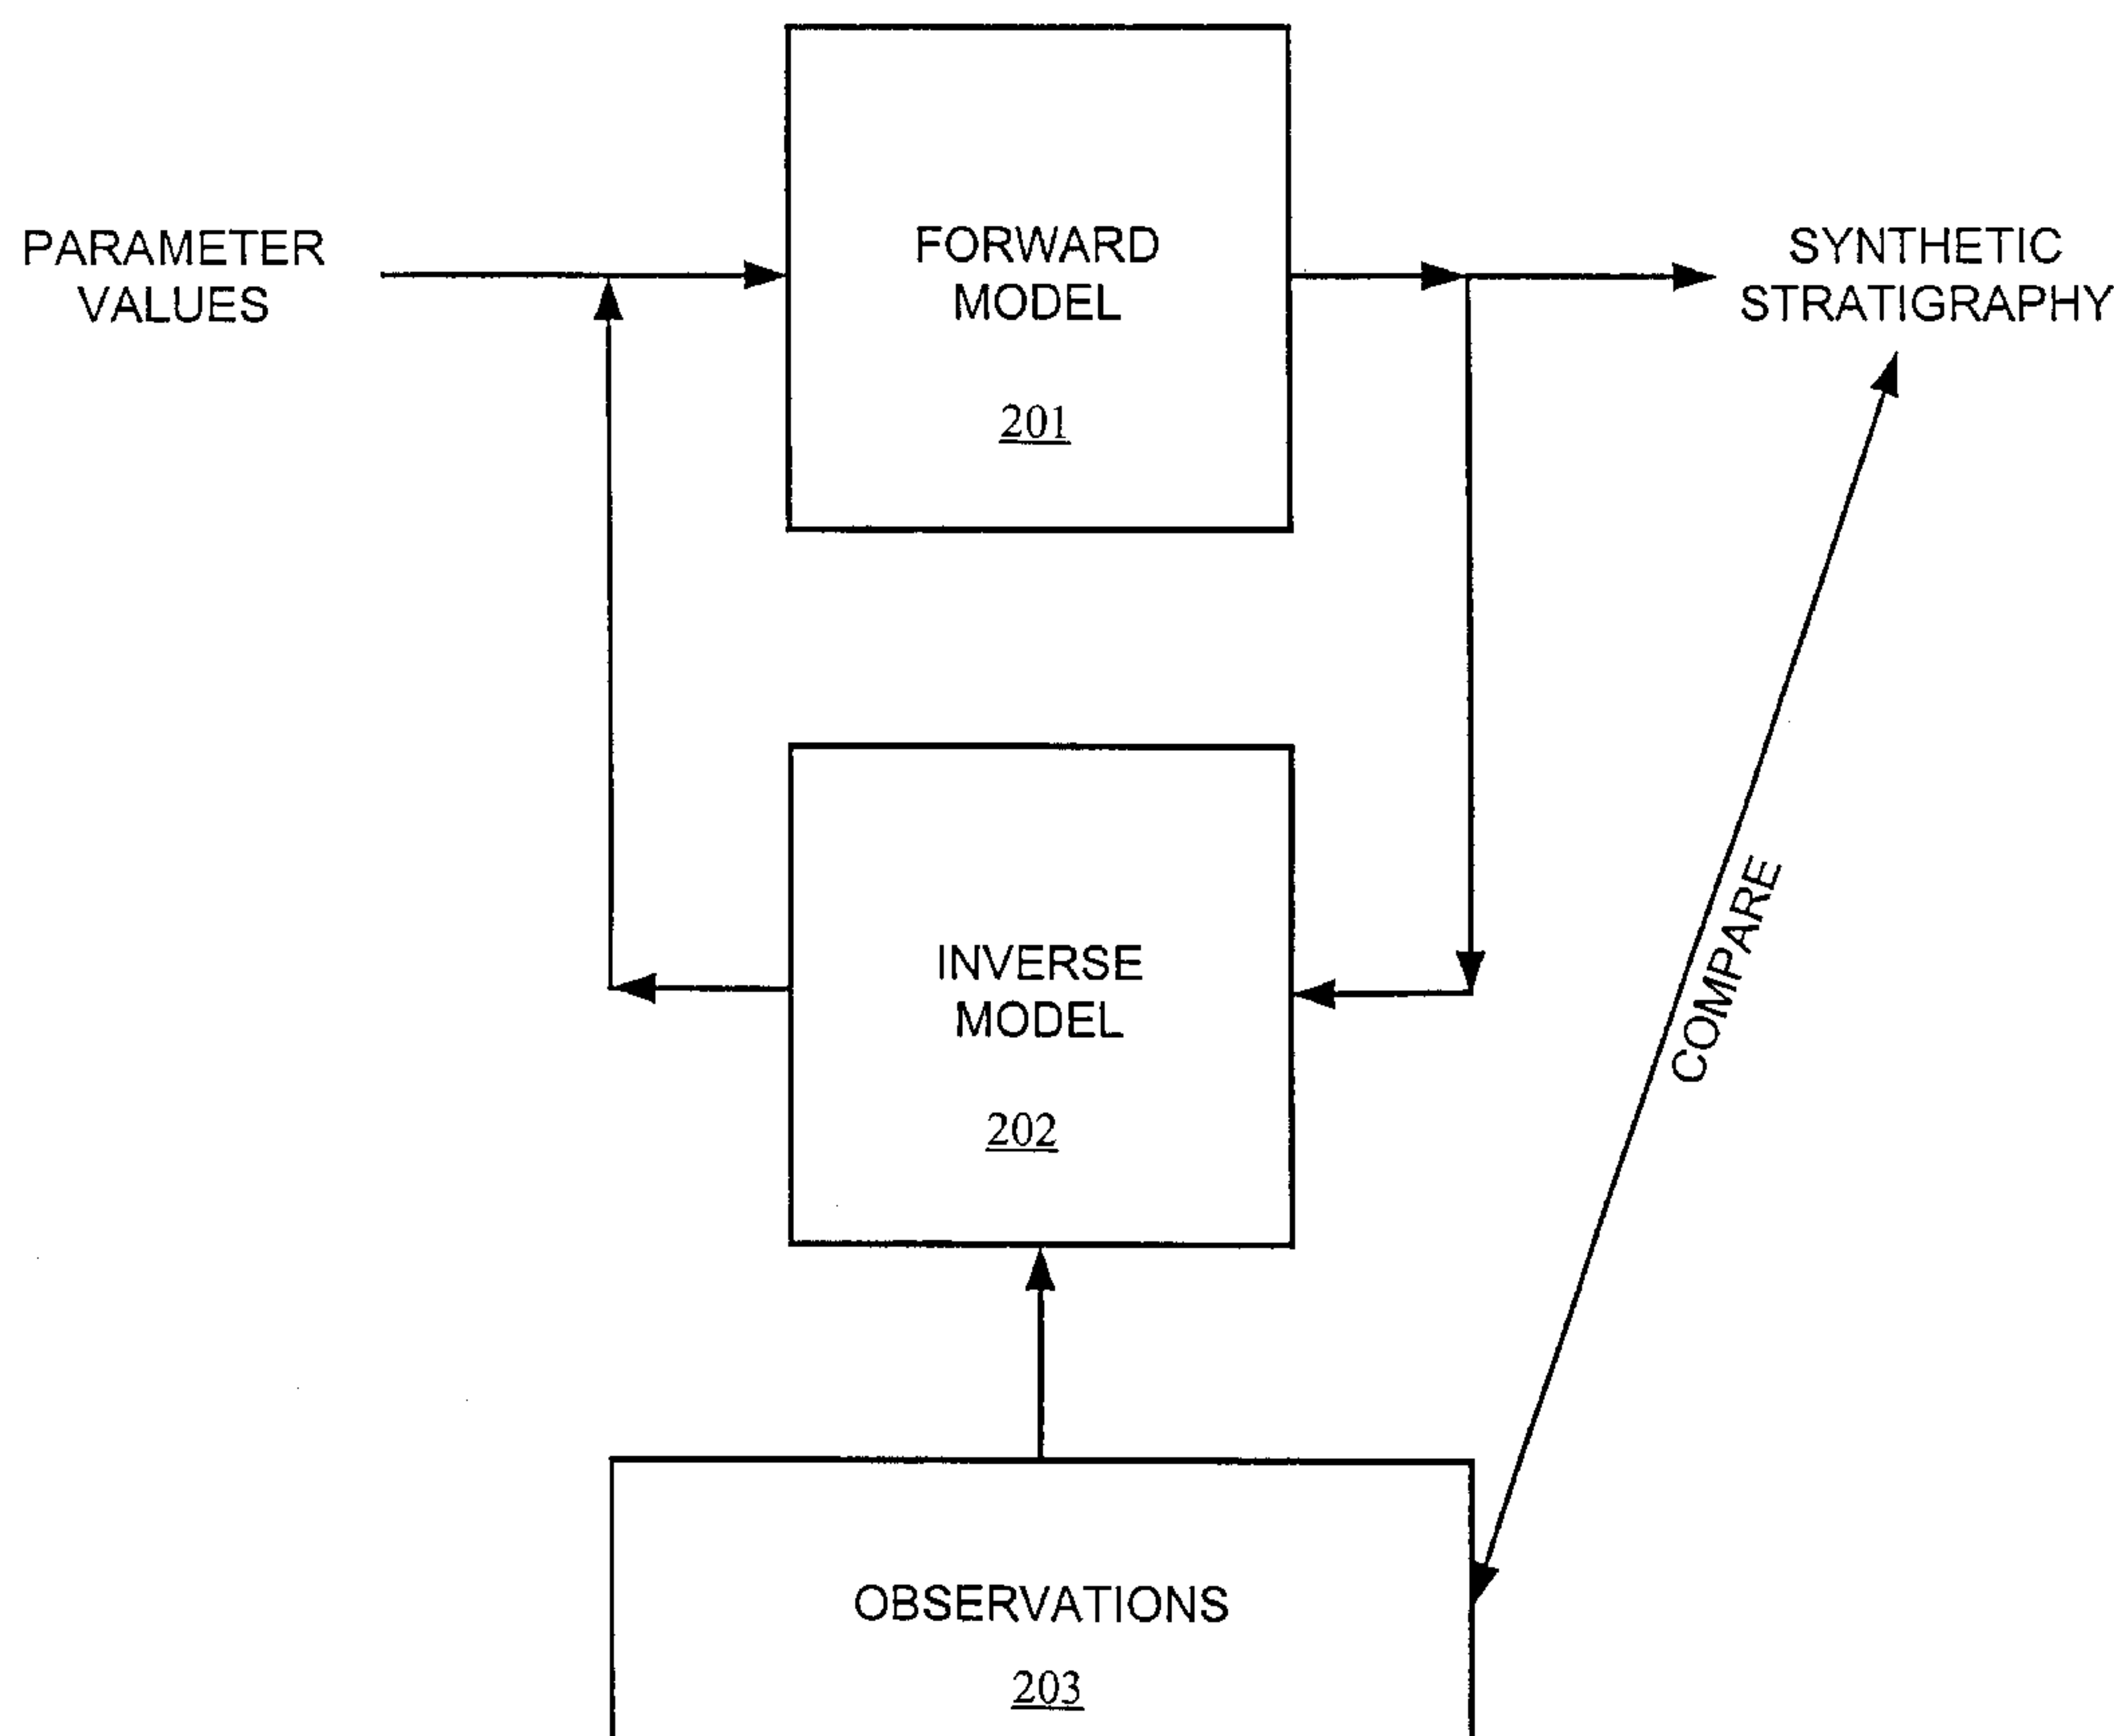 PARAMETER
VALUES
FORWARD
MODEL
201
SYNTHETIC
STRATIGRAPHY
INVERSE
MODEL
202
COMPARE
OBSERVATIONS
203